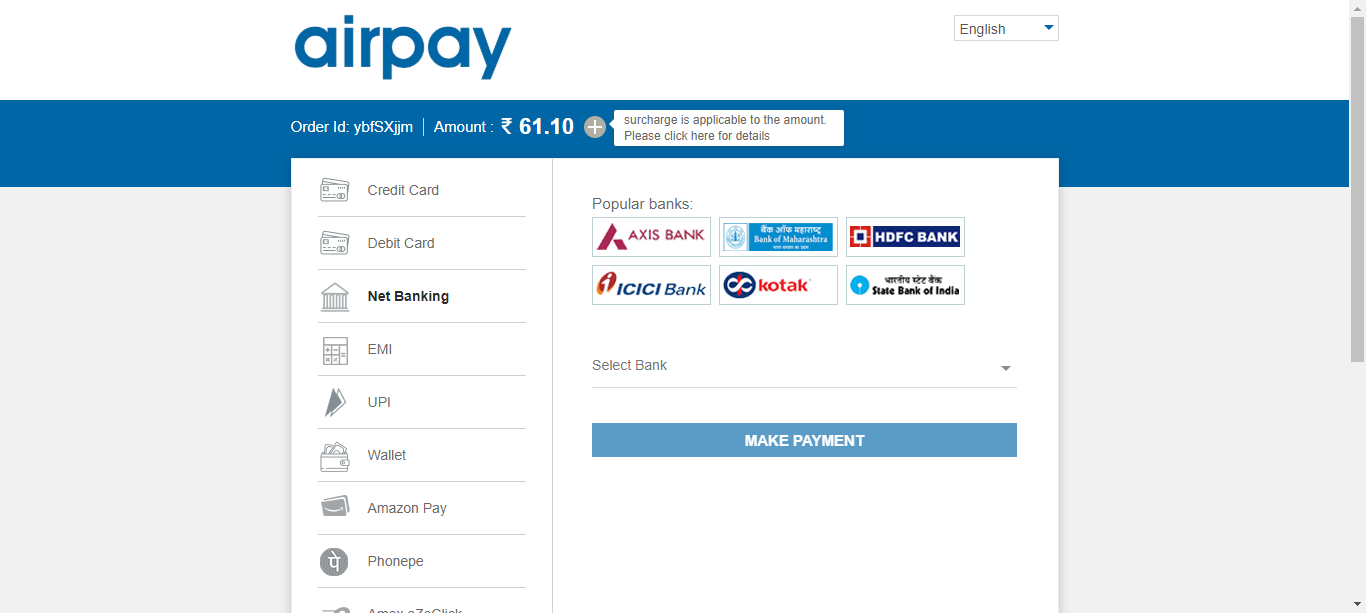 airpay
English
Order Id: ybfSXjjm
Amount : ₹ 61.10
surcharge is applicable to the amount.
Please click here for details
Credit Card
Debit Card
Net Banking
EMI
UPI
Wallet
Amazon Pay
Phonepe
Amex eZeClick
Popular banks:
AXIS BANK
बैंक ऑफ महाराष्ट्र
Bank of Maharashtra
HDFC BANK
ICICI Bank
kotak
भारतीय स्टेट बैंक
State Bank of India
Select Bank
MAKE PAYMENT